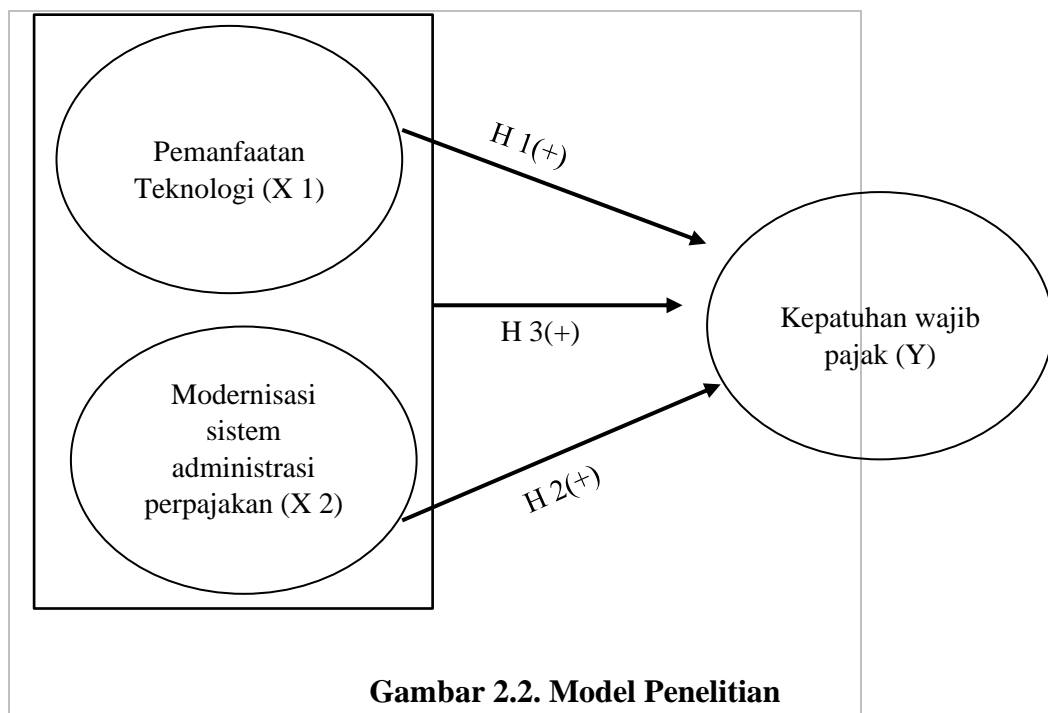 Pemanfaatan
Teknologi (X 1)
H 1(+)
H 3(+)
Kepatuhan wajib
pajak (Y)
Modernisasi
sistem
administrasi
perpajakan (X 2)
H 2(+)
Gambar 2.2. Model Penelitian